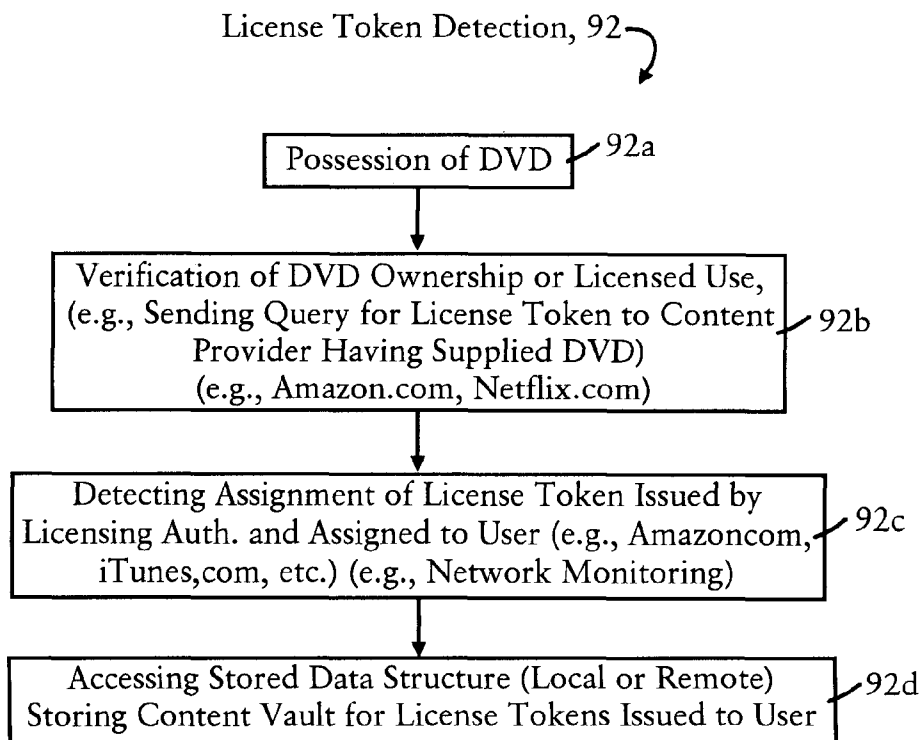 License Token Detection, 92
Possession of DVD
92a
Verification of DVD Ownership or Licensed Use,
(e.g., Sending Query for License Token to Content
Provider Having Supplied DVD)
(e.g., Amazon.com, Netflix.com)
92b
Detecting Assignment of License Token Issued by
Licensing Auth. and Assigned to User (e.g., Amazoncom,
iTunes,com, etc.) (e.g., Network Monitoring)
92c
Accessing Stored Data Structure (Local or Remote)
Storing Content Vault for License Tokens Issued to User
92d